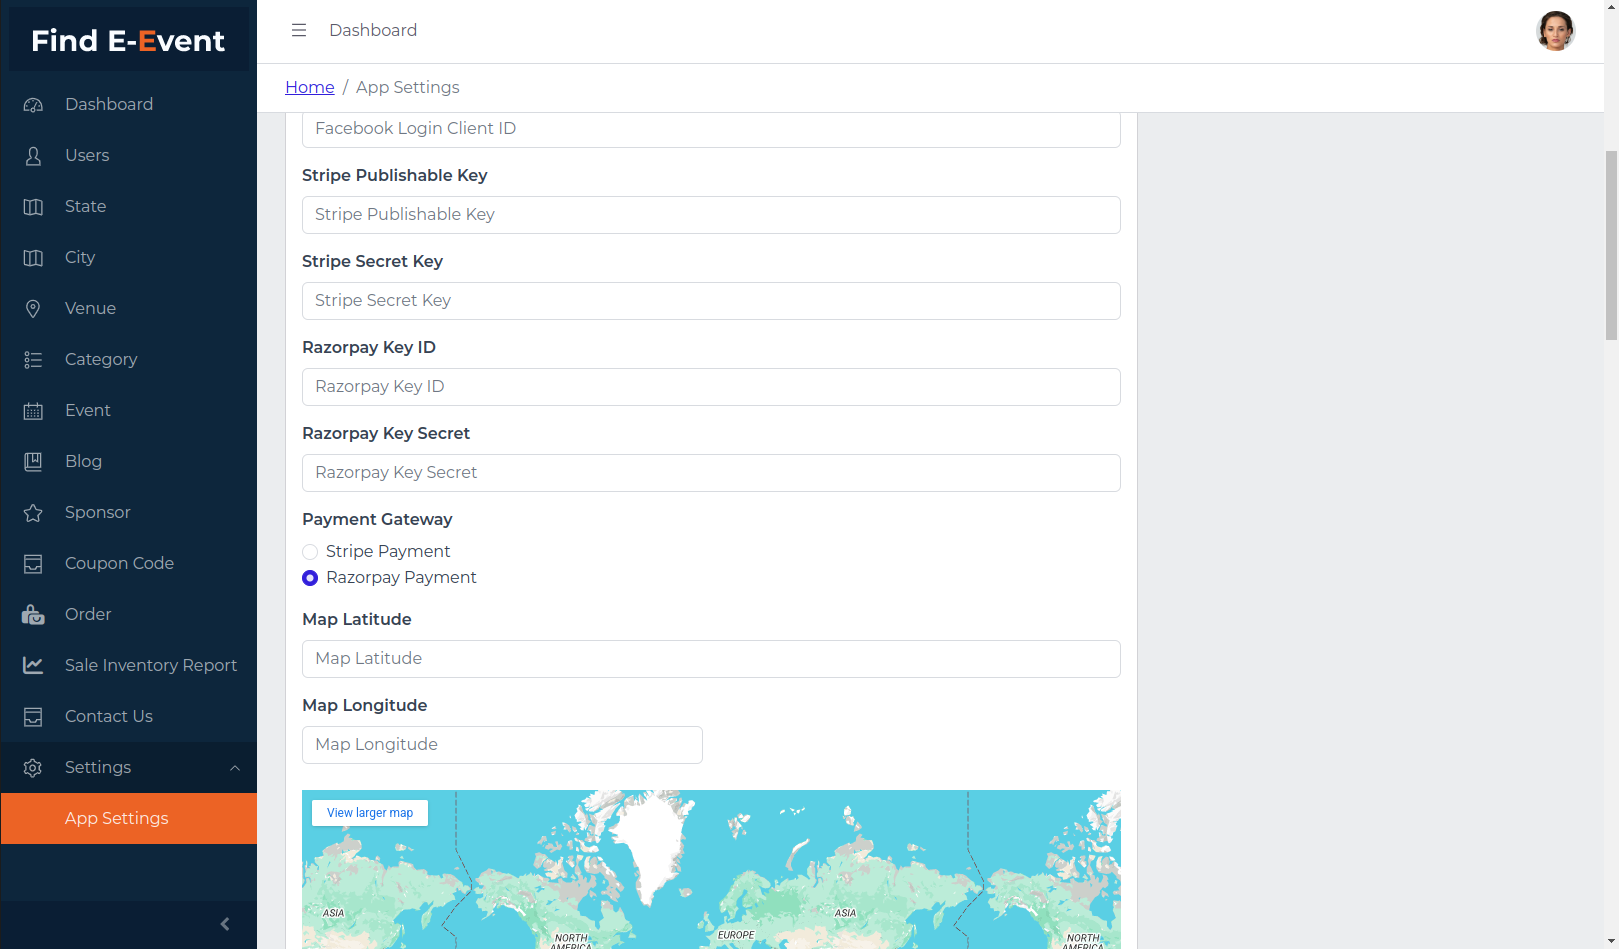 Find E-Event
Dashboard
Users
State
City
Venue
Category
Event
Blog
Sponsor
Coupon Code
Order
Sale Inventory Report
Contact Us
Settings
App Settings
Dashboard
Home / App Settings
Facebook Login Client ID
Stripe Publishable Key
Stripe Publishable Key
Stripe Secret Key
Stripe Secret Key
Razorpay Key ID
Razorpay Key ID
Razorpay Key Secret
Razorpay Key Secret
Payment Gateway
Stripe Payment
Razorpay Payment
Map Latitude
Map Latitude
Map Longitude
Map Longitude
View larger map
ASIA
ASIA
EUROPE
NORTH
AMERICA
NORTH
AMERICA